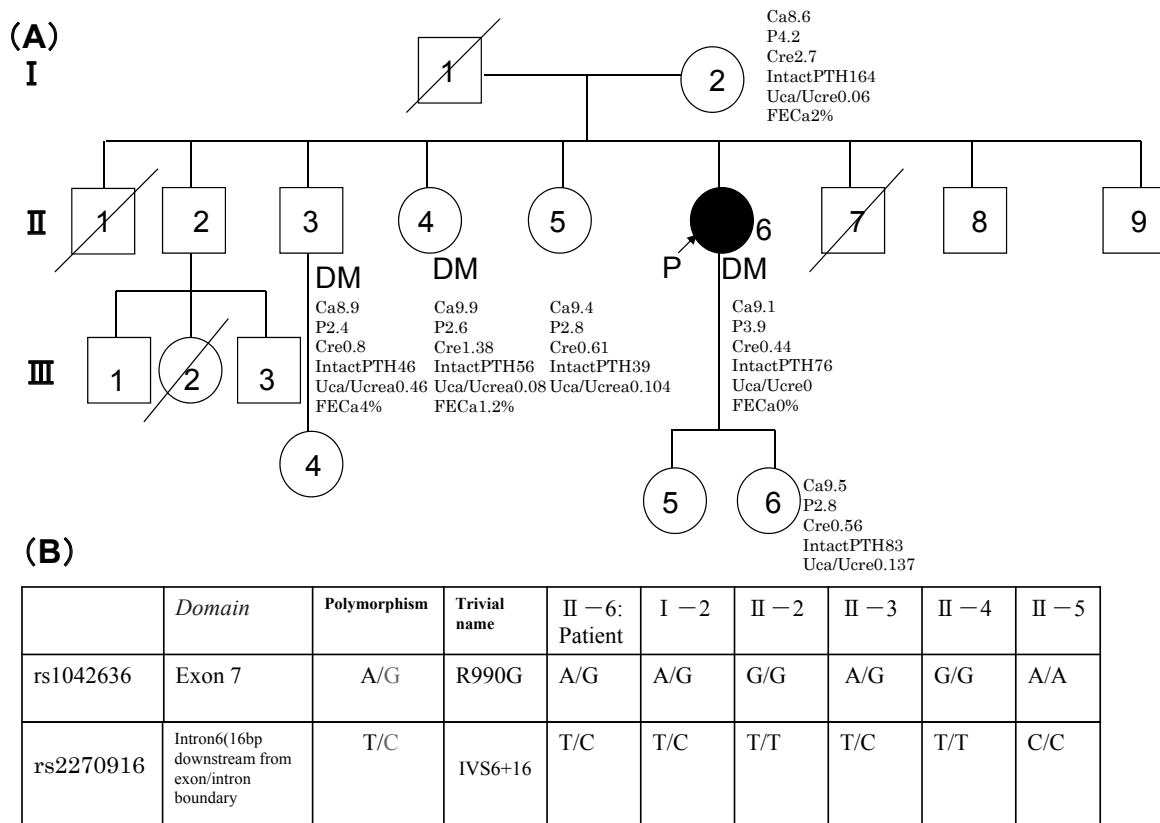 (A)
I
1
2
Ca8.6
P4.2
Cre2.7
IntactPTH164
Uca/Ucre0.06
FECa2%
II
1
2
3
4
5
6
7
8
9
P
DM
DM
DM
Ca8.9
P2.4
Cre0.8
IntactPTH46
Uca/Ucrea0.46
FECa4%
Ca9.9
P2.6
Cre1.38
IntactPTH56
Uca/Ucrea0.08
FECa1.2%
Ca9.4
P2.8
Cre0.61
IntactPTH39
Uca/Ucrea0.104
Ca9.1
P3.9
Cre0.44
IntactPTH76
Uca/Ucre0
FECa0%
III
1
2
3
4
5
6
Ca9.5
P2.8
Cre0.56
IntactPTH83
Uca/Ucre0.137
(B)
Domain Polymorphism Trivial name II-6: Patient I-2 II-2 II-3 II-4 II-5
rs1042636 Exon 7 A/G R990G A/G A/G G/G A/G G/G A/A
rs2270916 Intron6(16bp downstream from exon/intron boundary T/C IVS6+16 T/C T/C T/T T/C T/T C/C